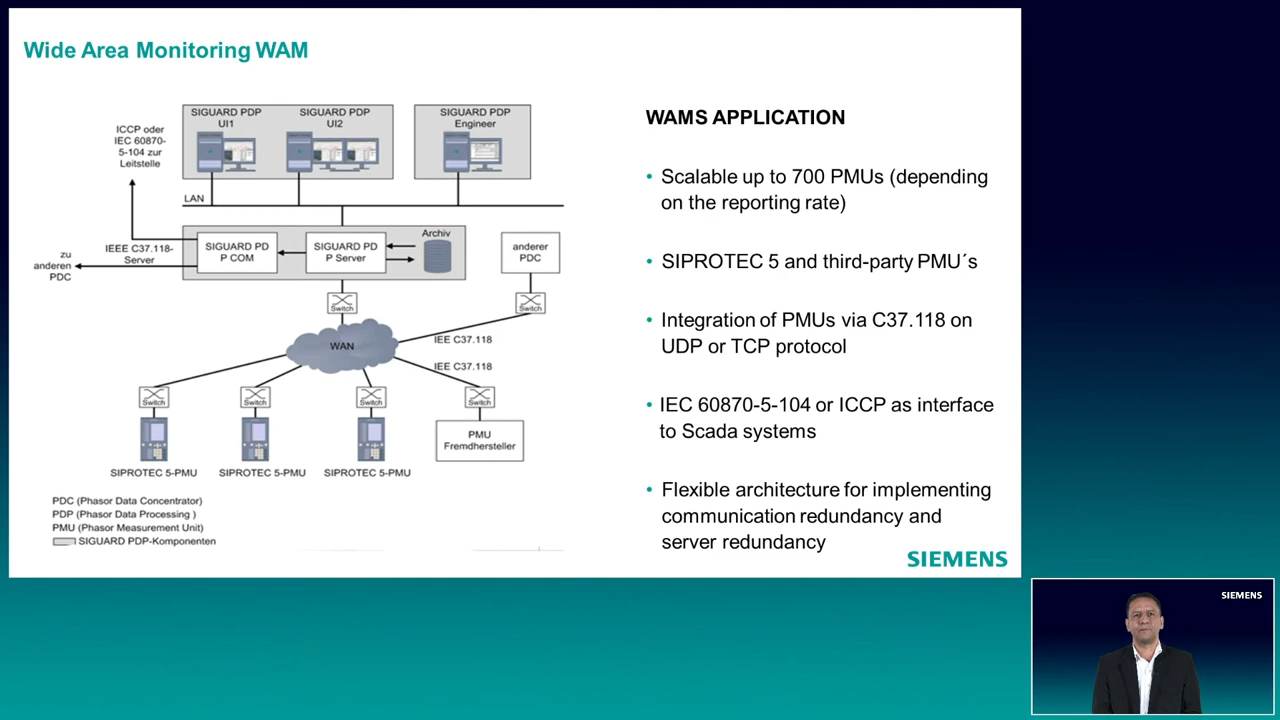 Wide Area Monitoring WAM
SIGUARD PDP
UI1
SIGUARD PDP
UI2
SIGUARD PDP
Engineer
ICCP oder
IEC 60870-
5-104 zur
Leitstelle
LAN
IEEE C37.118-
Server
zu
anderen
PDC
SIGUARD PD
P COM
SIGUARD PD
P Server
Archiv
anderer
PDC
Switch
Switch
WAN
IEE C37.118
IEE C37.118
Switch
Switch
Switch
Switch
PMU
Fremdhersteller
SIPROTEC 5-PMU
SIPROTEC 5-PMU
SIPROTEC 5-PMU
PDC (Phasor Data Concentrator)
PDP (Phasor Data Processing )
PMU (Phasor Measurement Unit)
SIGUARD PDP-Komponenten
WAMS APPLICATION
• Scalable up to 700 PMUs (depending
on the reporting rate)
• SIPROTEC 5 and third-party PMU´s
• Integration of PMUs via C37.118 on
UDP or TCP protocol
• IEC 60870-5-104 or ICCP as interface
to Scada systems
• Flexible architecture for implementing
communication redundancy and
server redundancy
SIEMENS
SIEMENS